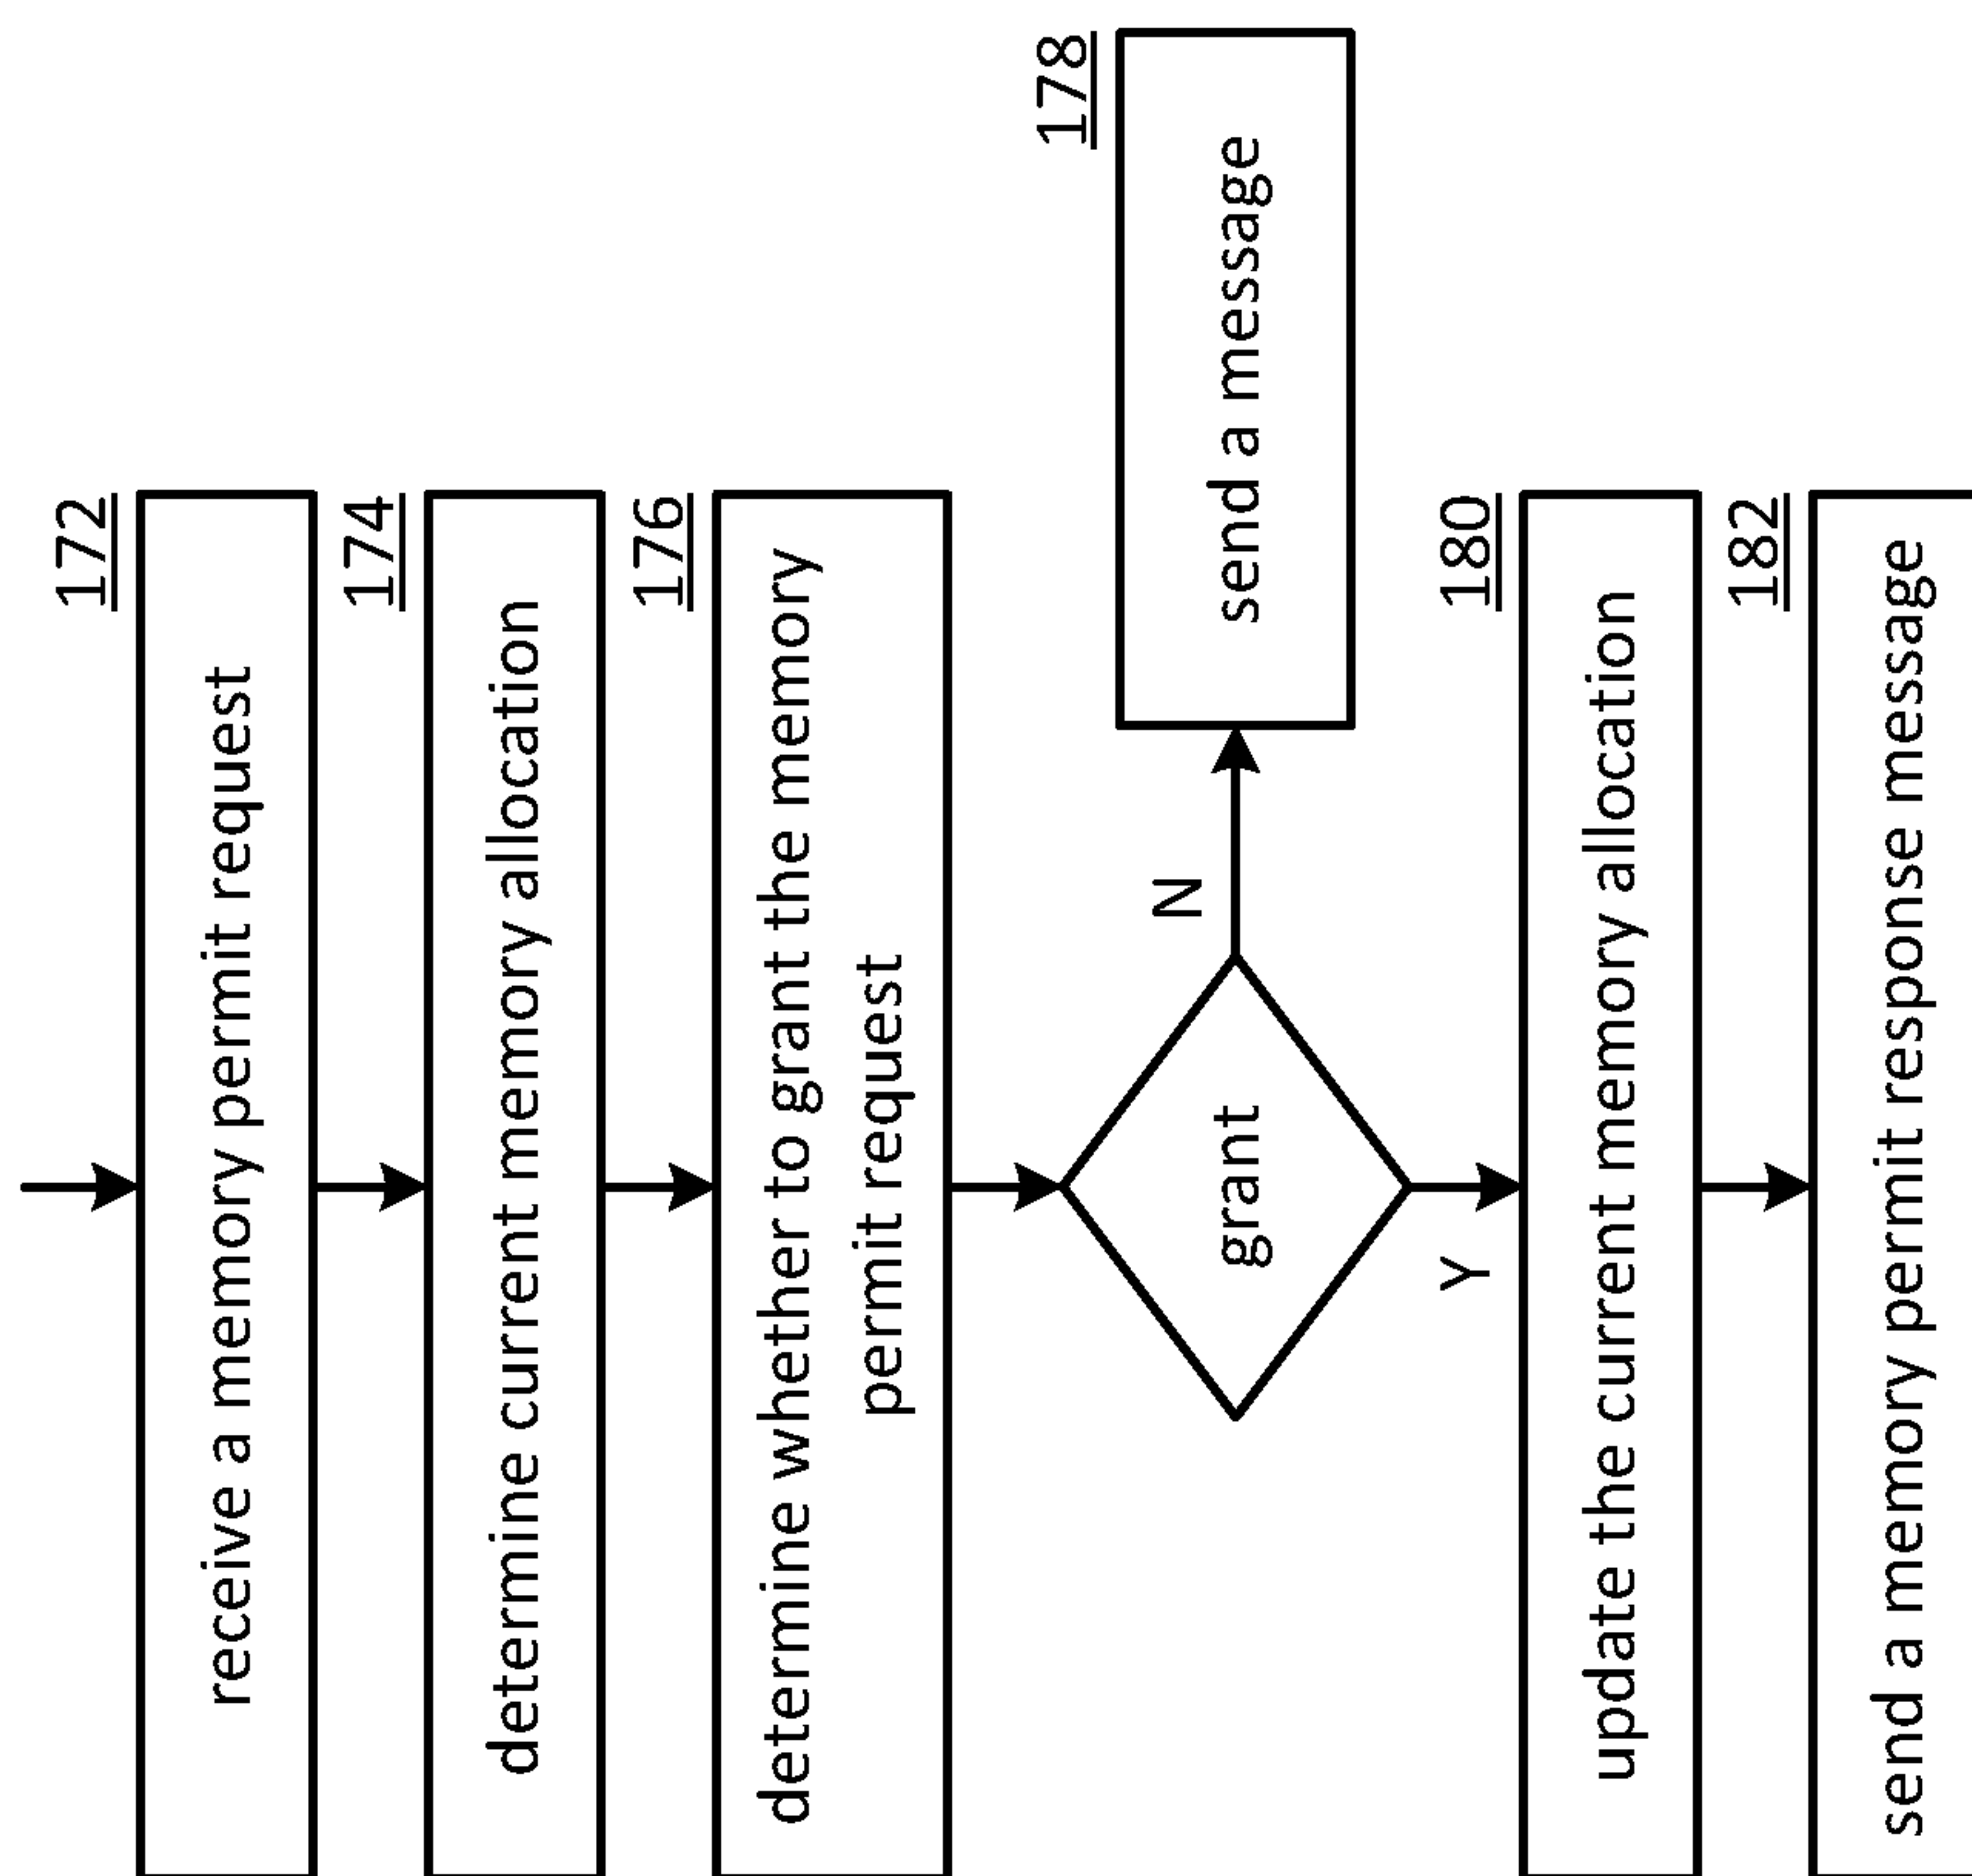 172
receive a memory permit request
174
determine current memory allocation
176
determine whether to grant the memory
permit request
grant
N
178
send a message
Y
180
update the current memory allocation
182
send a memory permit response message